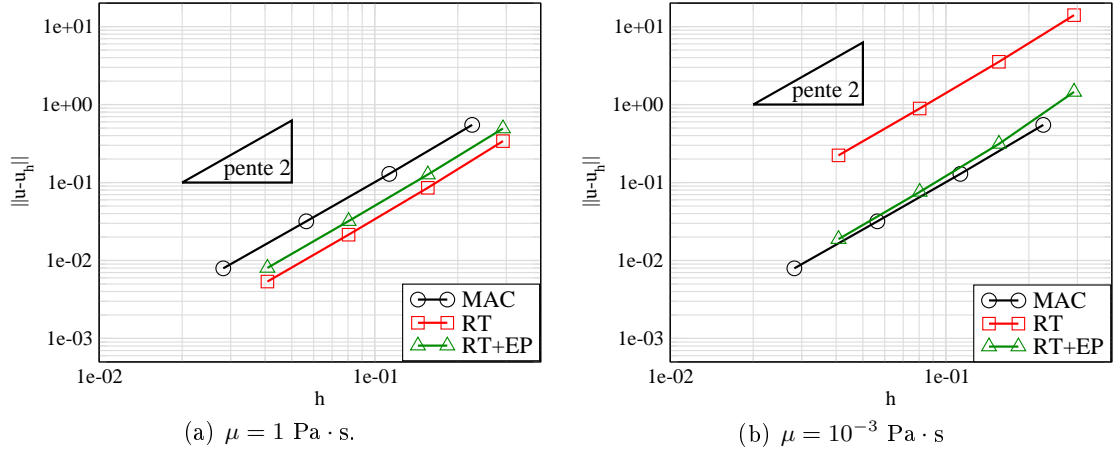 1e+01
1e+00
1e-01
1e-02
1e-03
||u-u_h||
pente 2
MAC
RT
RT+EP
1e-02
1e-01
h
(a) μ = 1 Pa · s.
1e+01
1e+00
1e-01
1e-02
1e-03
||u-u_h||
pente 2
MAC
RT
RT+EP
1e-02
1e-01
h
(b) μ = 10⁻³ Pa · s